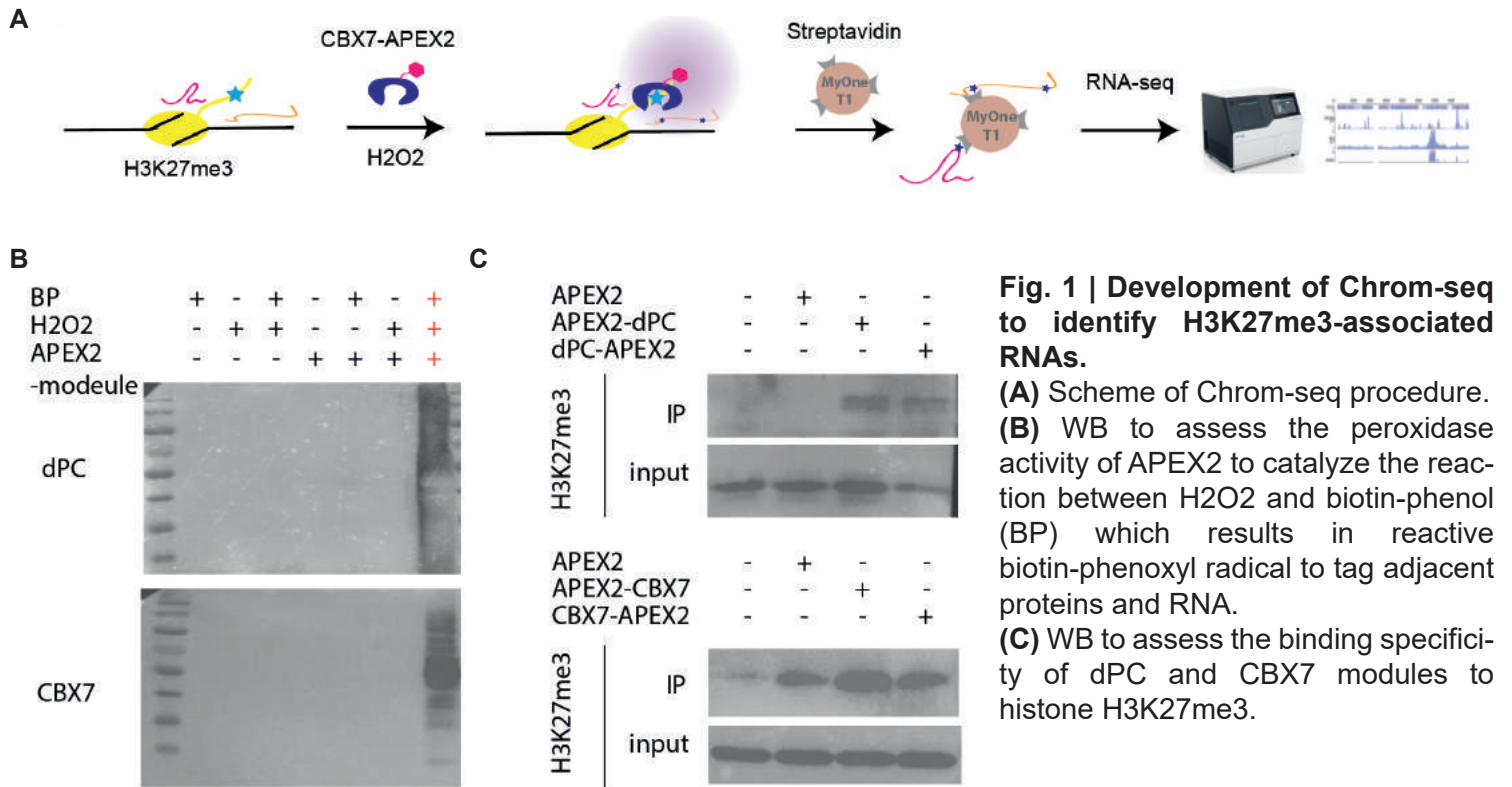 A
CBX7-APEX2
H2O2
H3K27me3
Streptavidin
MyOne
T1
MyOne
T1
RNA-seq
B
BP + - + - + - +
H2O2 - + + - - + +
APEX2 - - - + + + +
-modeule
dPC
CBX7
C
APEX2 - + - -
APEX2-dPC - - + -
dPC-APEX2 - - - +
H3K27me3
IP
input
APEX2 - + - -
APEX2-CBX7 - - + -
CBX7-APEX2 - - - +
H3K27me3
IP
input
Fig. 1 | Development of Chrom-seq
to identify H3K27me3-associated
RNAs.
(A) Scheme of Chrom-seq procedure.
(B) WB to assess the peroxidase
activity of APEX2 to catalyze the reac-
tion between H2O2 and biotin-phenol
(BP) which results in reactive
biotin-phenoxyl radical to tag adjacent
proteins and RNA.
(C) WB to assess the binding specifici-
ty of dPC and CBX7 modules to
histone H3K27me3.